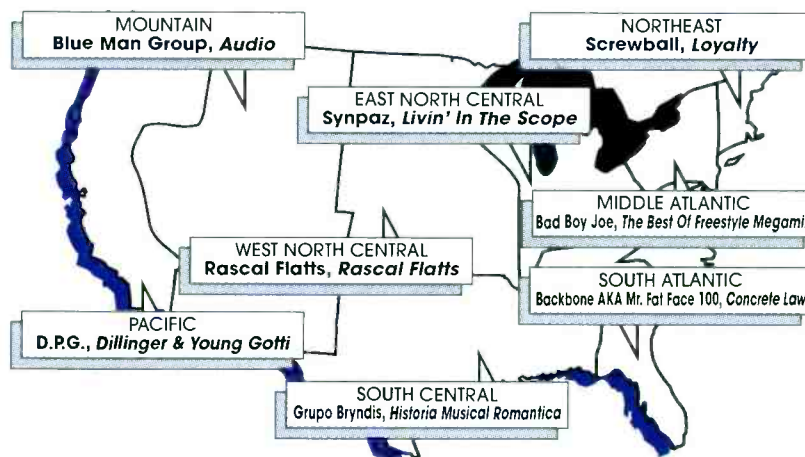 MOUNTAIN
Blue Man Group, Audio
NORTHEAST
Screwball, Loyalty
EAST NORTH CENTRAL
Synpaz, Livin' In The Scope
MIDDLE ATLANTIC
Bad Boy Joe, The Best Of Freestyle Megami
WEST NORTH CENTRAL
Rascal Flatts, Rascal Flatts
SOUTH ATLANTIC
Backbone AKA Mr. Fat Face 100, Concrete Law
PACIFIC
D.P.G., Dillinger & Young Gotti
SOUTH CENTRAL
Grupo Bryndis, Historia Musical Romantica